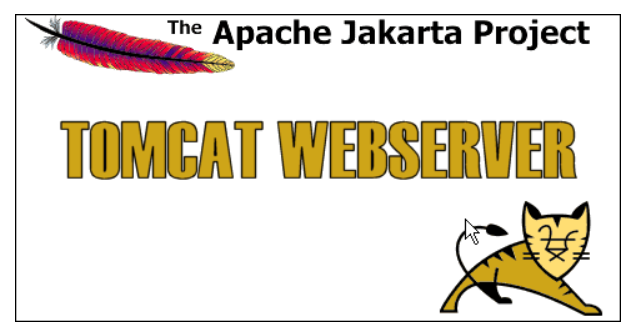 The Apache Jakarta Project
TOMCAT WEBSERVER